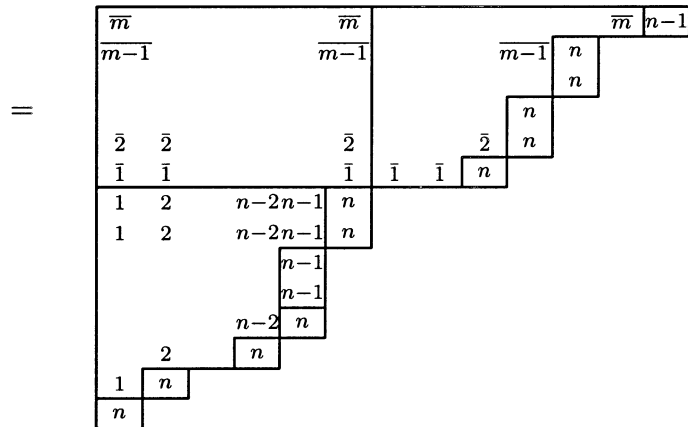 m̅ m̅ m̅ n−1
m−1̅ m−1̅ m−1̅ n
n
= n
2̄ 2̄ 2̄ 2̄ n
1̄ 1̄ 1̄ 1̄ 1̄ n
1 2 n−2 n−1 n
1 2 n−2 n−1 n
n−1
n−1
n−2 n
2 n
1 n
n